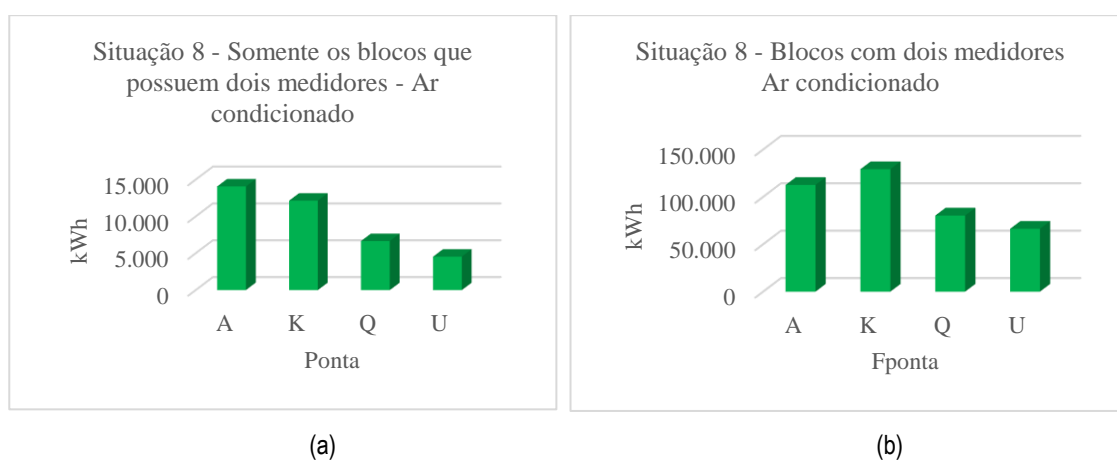 Situação 8 - Somente os blocos que
possuem dois medidores - Ar
condicionado
15.000
10.000
5.000
0
kWh
A K Q U
Ponta
(a)
Situação 8 - Blocos com dois medidores
Ar condicionado
150.000
100.000
50.000
0
kWh
A K Q U
Fponta
(b)